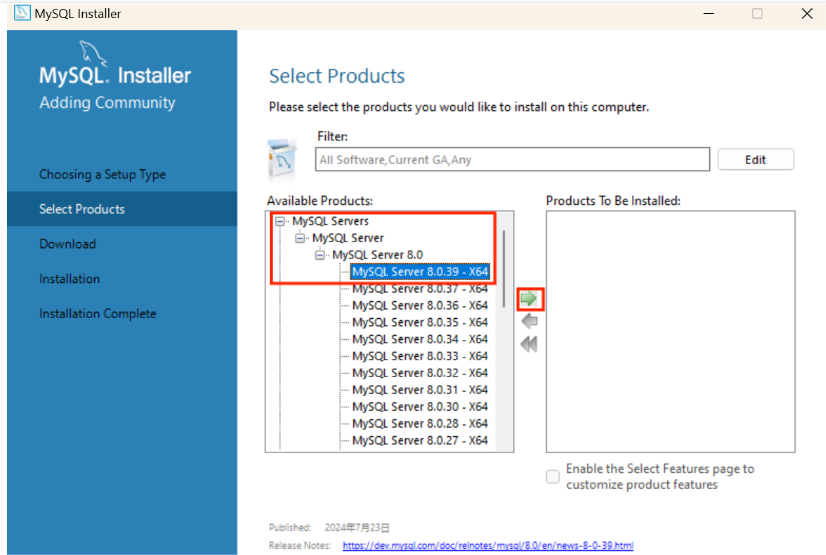 MySQL Installer
MySQL. Installer
Adding Community
Choosing a Setup Type
Select Products
Download
Installation
Installation Complete
Select Products
Please select the products you would like to install on this computer.
Filter:
All Software,Current GA,Any
Edit
Available Products:
MySQL Servers
MySQL Server
MySQL Server 8.0
MySQL Server 8.0.39 - X64
MySQL Server 8.0.37 - X64
MySQL Server 8.0.36 - X64
MySQL Server 8.0.35 - X64
MySQL Server 8.0.34 - X64
MySQL Server 8.0.33 - X64
MySQL Server 8.0.32 - X64
MySQL Server 8.0.31 - X64
MySQL Server 8.0.30 - X64
MySQL Server 8.0.28 - X64
MySQL Server 8.0.27 - X64
Products To Be Installed:
Enable the Select Features page to
customize product features
Published: 2024年7月23日
Release Notes: https://dev.mysql.com/doc/relnotes/mysql/8.0/en/news-8-0-39.html